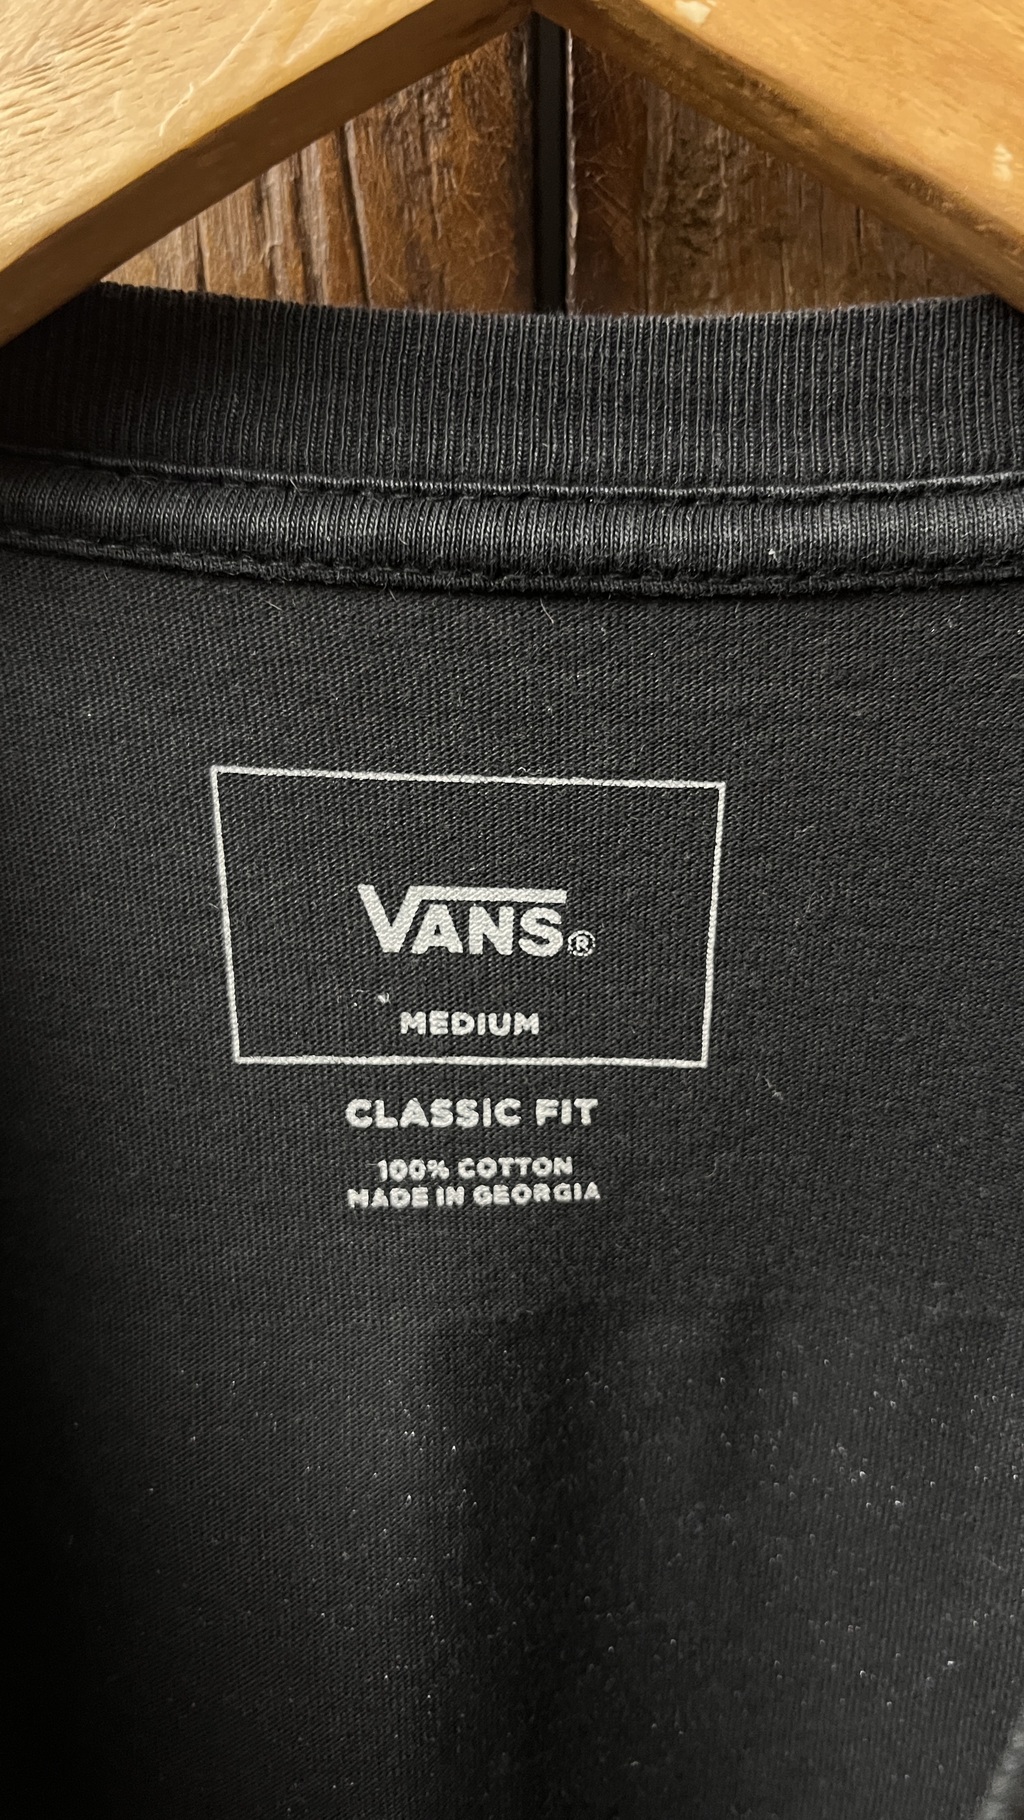 VANS®
MEDIUM
CLASSIC FIT
100% COTTON
MADE IN GEORGIA